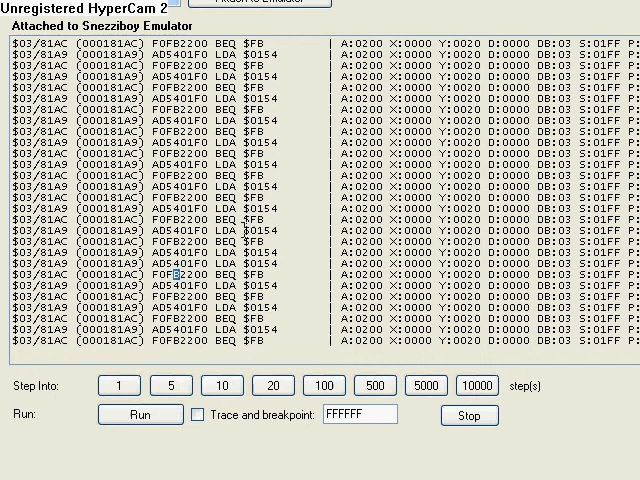 Unregistered HyperCam 2
Attach to Emulator
Attached to Snezziboy Emulator
$03/81AC (000181AC) F0FB2200 BEQ $FB | A:0200 X:0000 Y:0020 D:0000 DB:03 S:01FF P:
$03/81A9 (000181A9) AD5401F0 LDA $0154 | A:0200 X:0000 Y:0020 D:0000 DB:03 S:01FF P:
$03/81AC (000181AC) F0FB2200 BEQ $FB | A:0200 X:0000 Y:0020 D:0000 DB:03 S:01FF P:
$03/81A9 (000181A9) AD5401F0 LDA $0154 | A:0200 X:0000 Y:0020 D:0000 DB:03 S:01FF P:
$03/81AC (000181AC) F0FB2200 BEQ $FB | A:0200 X:0000 Y:0020 D:0000 DB:03 S:01FF P:
$03/81A9 (000181A9) AD5401F0 LDA $0154 | A:0200 X:0000 Y:0020 D:0000 DB:03 S:01FF P:
$03/81AC (000181AC) F0FB2200 BEQ $FB | A:0200 X:0000 Y:0020 D:0000 DB:03 S:01FF P:
$03/81A9 (000181A9) AD5401F0 LDA $0154 | A:0200 X:0000 Y:0020 D:0000 DB:03 S:01FF P:
$03/81AC (000181AC) F0FB2200 BEQ $FB | A:0200 X:0000 Y:0020 D:0000 DB:03 S:01FF P:
$03/81A9 (000181A9) AD5401F0 LDA $0154 | A:0200 X:0000 Y:0020 D:0000 DB:03 S:01FF P:
$03/81AC (000181AC) F0FB2200 BEQ $FB | A:0200 X:0000 Y:0020 D:0000 DB:03 S:01FF P:
$03/81A9 (000181A9) AD5401F0 LDA $0154 | A:0200 X:0000 Y:0020 D:0000 DB:03 S:01FF P:
$03/81AC (000181AC) F0FB2200 BEQ $FB | A:0200 X:0000 Y:0020 D:0000 DB:03 S:01FF P:
$03/81A9 (000181A9) AD5401F0 LDA $0154 | A:0200 X:0000 Y:0020 D:0000 DB:03 S:01FF P:
$03/81AC (000181AC) F0FB2200 BEQ $FB | A:0200 X:0000 Y:0020 D:0000 DB:03 S:01FF P:
$03/81A9 (000181A9) AD5401F0 LDA $0154 | A:0200 X:0000 Y:0020 D:0000 DB:03 S:01FF P:
$03/81AC (000181AC) F0FB2200 BEQ $FB | A:0200 X:0000 Y:0020 D:0000 DB:03 S:01FF P:
$03/81A9 (000181A9) AD5401F0 LDA $0154 | A:0200 X:0000 Y:0020 D:0000 DB:03 S:01FF P:
$03/81AC (000181AC) F0FB2200 BEQ $FB | A:0200 X:0000 Y:0020 D:0000 DB:03 S:01FF P:
$03/81A9 (000181A9) AD5401F0 LDA $0154 | A:0200 X:0000 Y:0020 D:0000 DB:03 S:01FF P:
$03/81A9 (000181A9) AD5401F0 LDA $0154 | A:0200 X:0000 Y:0020 D:0000 DB:03 S:01FF P:
$03/81AC (000181AC) F0FB2200 BEQ $FB | A:0200 X:0000 Y:0020 D:0000 DB:03 S:01FF P:
$03/81A9 (000181A9) AD5401F0 LDA $0154 | A:0200 X:0000 Y:0020 D:0000 DB:03 S:01FF P:
$03/81AC (000181AC) F0FB2200 BEQ $FB | A:0200 X:0000 Y:0020 D:0000 DB:03 S:01FF P:
$03/81A9 (000181A9) AD5401F0 LDA $0154 | A:0200 X:0000 Y:0020 D:0000 DB:03 S:01FF P:
$03/81AC (000181AC) F0FB2200 BEQ $FB | A:0200 X:0000 Y:0020 D:0000 DB:03 S:01FF P:
$03/81A9 (000181A9) AD5401F0 LDA $0154 | A:0200 X:0000 Y:0020 D:0000 DB:03 S:01FF P:
$03/81AC (000181AC) F0FB2200 BEQ $FB | A:0200 X:0000 Y:0020 D:0000 DB:03 S:01FF P:
Step Into: 1 5 10 20 100 500 5000 10000 step(s)
Run: Run Trace and breakpoint: FFFFFF Stop